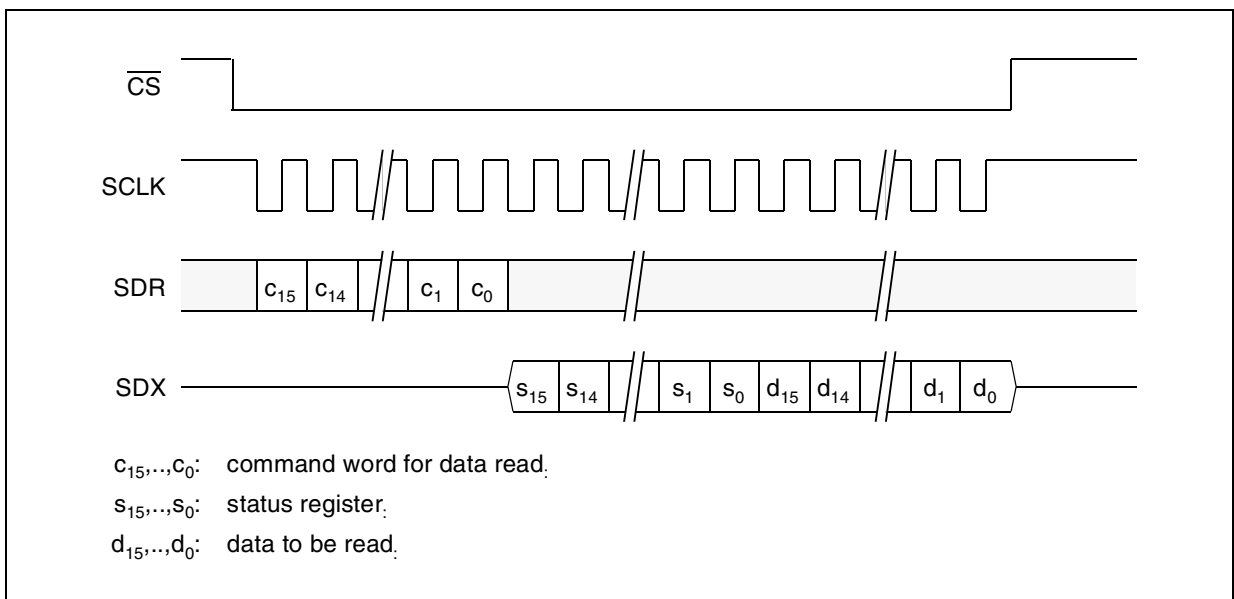 C̅S̅
SCLK
SDR c₁₅ c₁₄ c₁ c₀
SDX s₁₅ s₁₄ s₁ s₀ d₁₅ d₁₄ d₁ d₀
c₁₅,..,c₀: command word for data read.
s₁₅,..,s₀: status register.
d₁₅,..,d₀: data to be read.